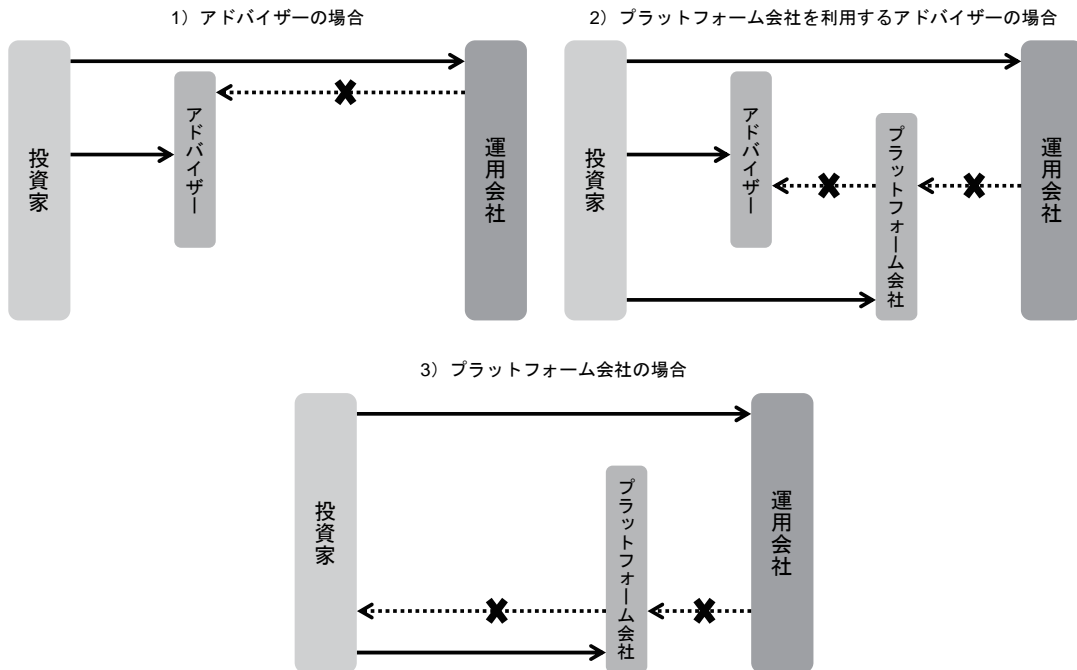 1）アドバイザーの場合
投資家
アドバイザー
運用会社
2）プラットフォーム会社を利用するアドバイザーの場合
投資家
アドバイザー
プラットフォーム会社
運用会社
3）プラットフォーム会社の場合
投資家
プラットフォーム会社
運用会社